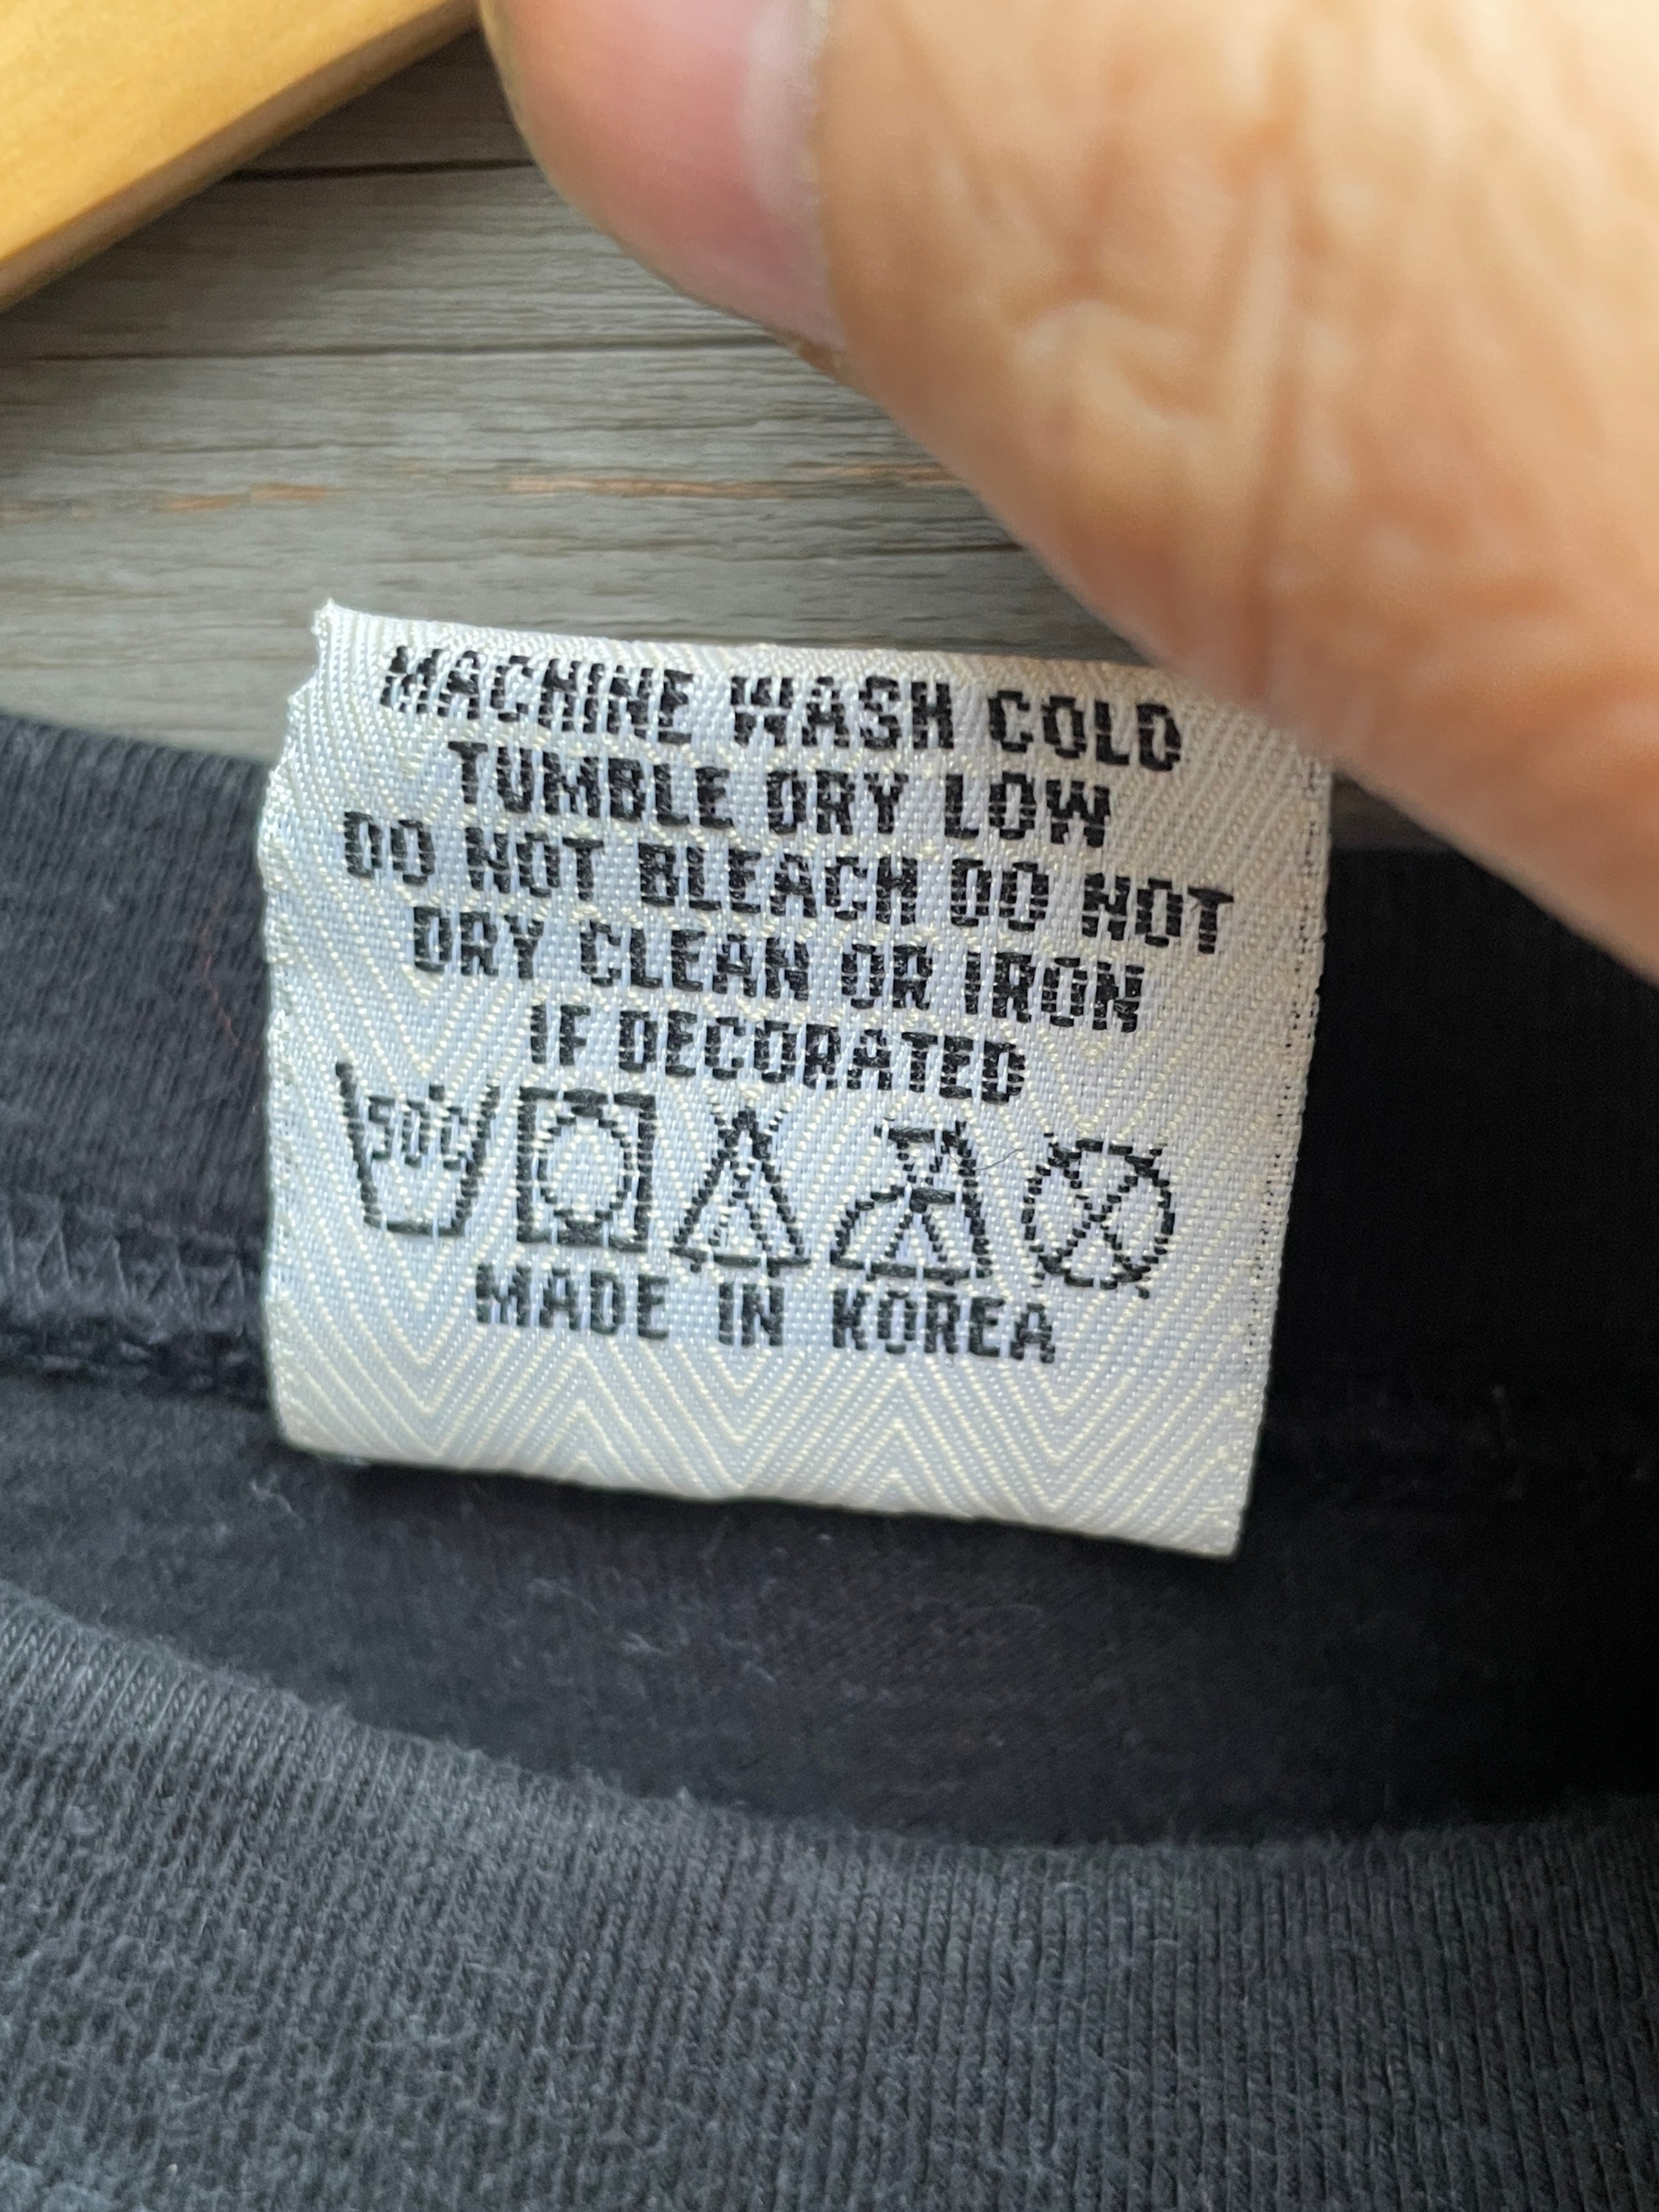 MACHINE WASH COLD
TUMBLE DRY LOW
DO NOT BLEACH DO NOT
DRY CLEAN OR IRON
IF DECORATED
50°C
MADE IN KOREA